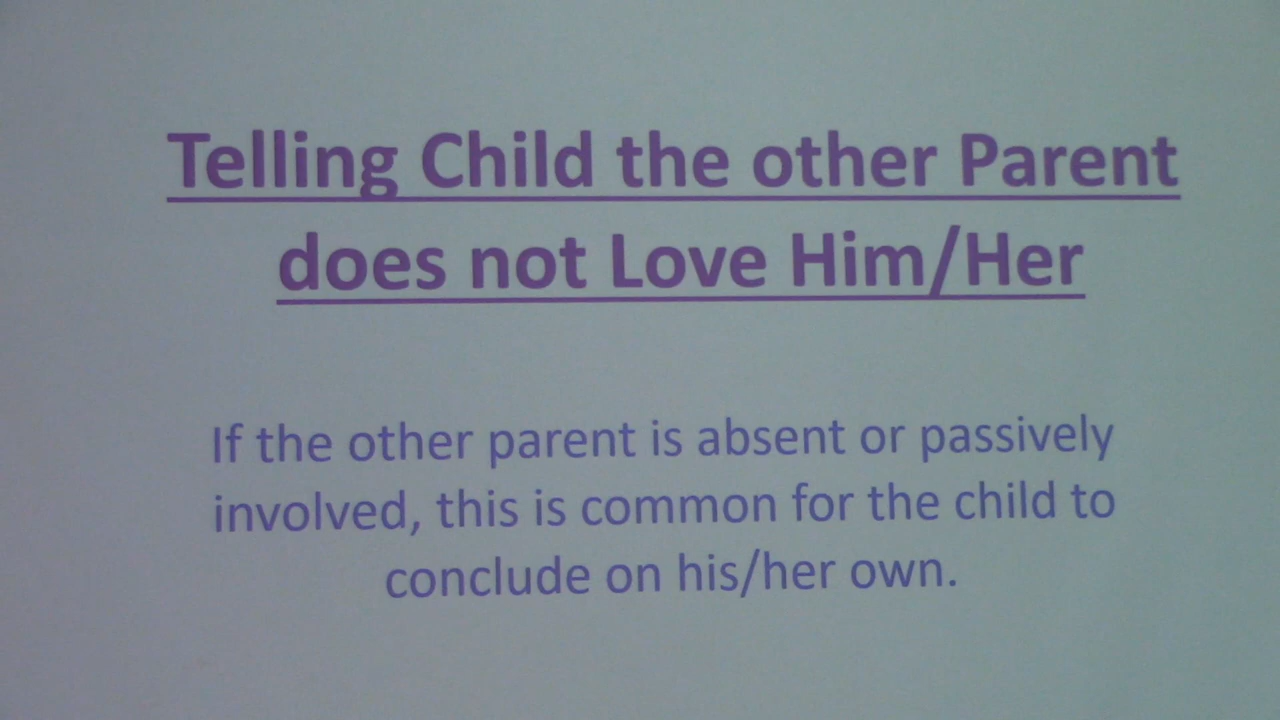 Telling Child the other Parent
does not Love Him/Her
If the other parent is absent or passively
involved, this is common for the child to
conclude on his/her own.